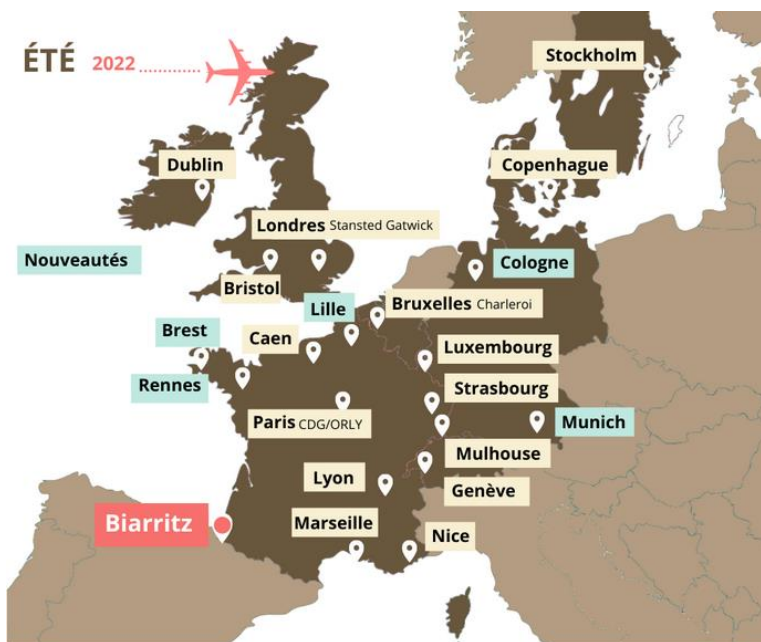 ÉTÉ 2022
Stockholm
Dublin
Copenhague
Londres Stansted Gatwick
Nouveautés
Cologne
Bristol
Lille
Bruxelles Charleroi
Brest
Caen
Luxembourg
Rennes
Strasbourg
Paris CDG/ORLY
Munich
Mulhouse
Lyon
Genève
Biarritz
Marseille
Nice